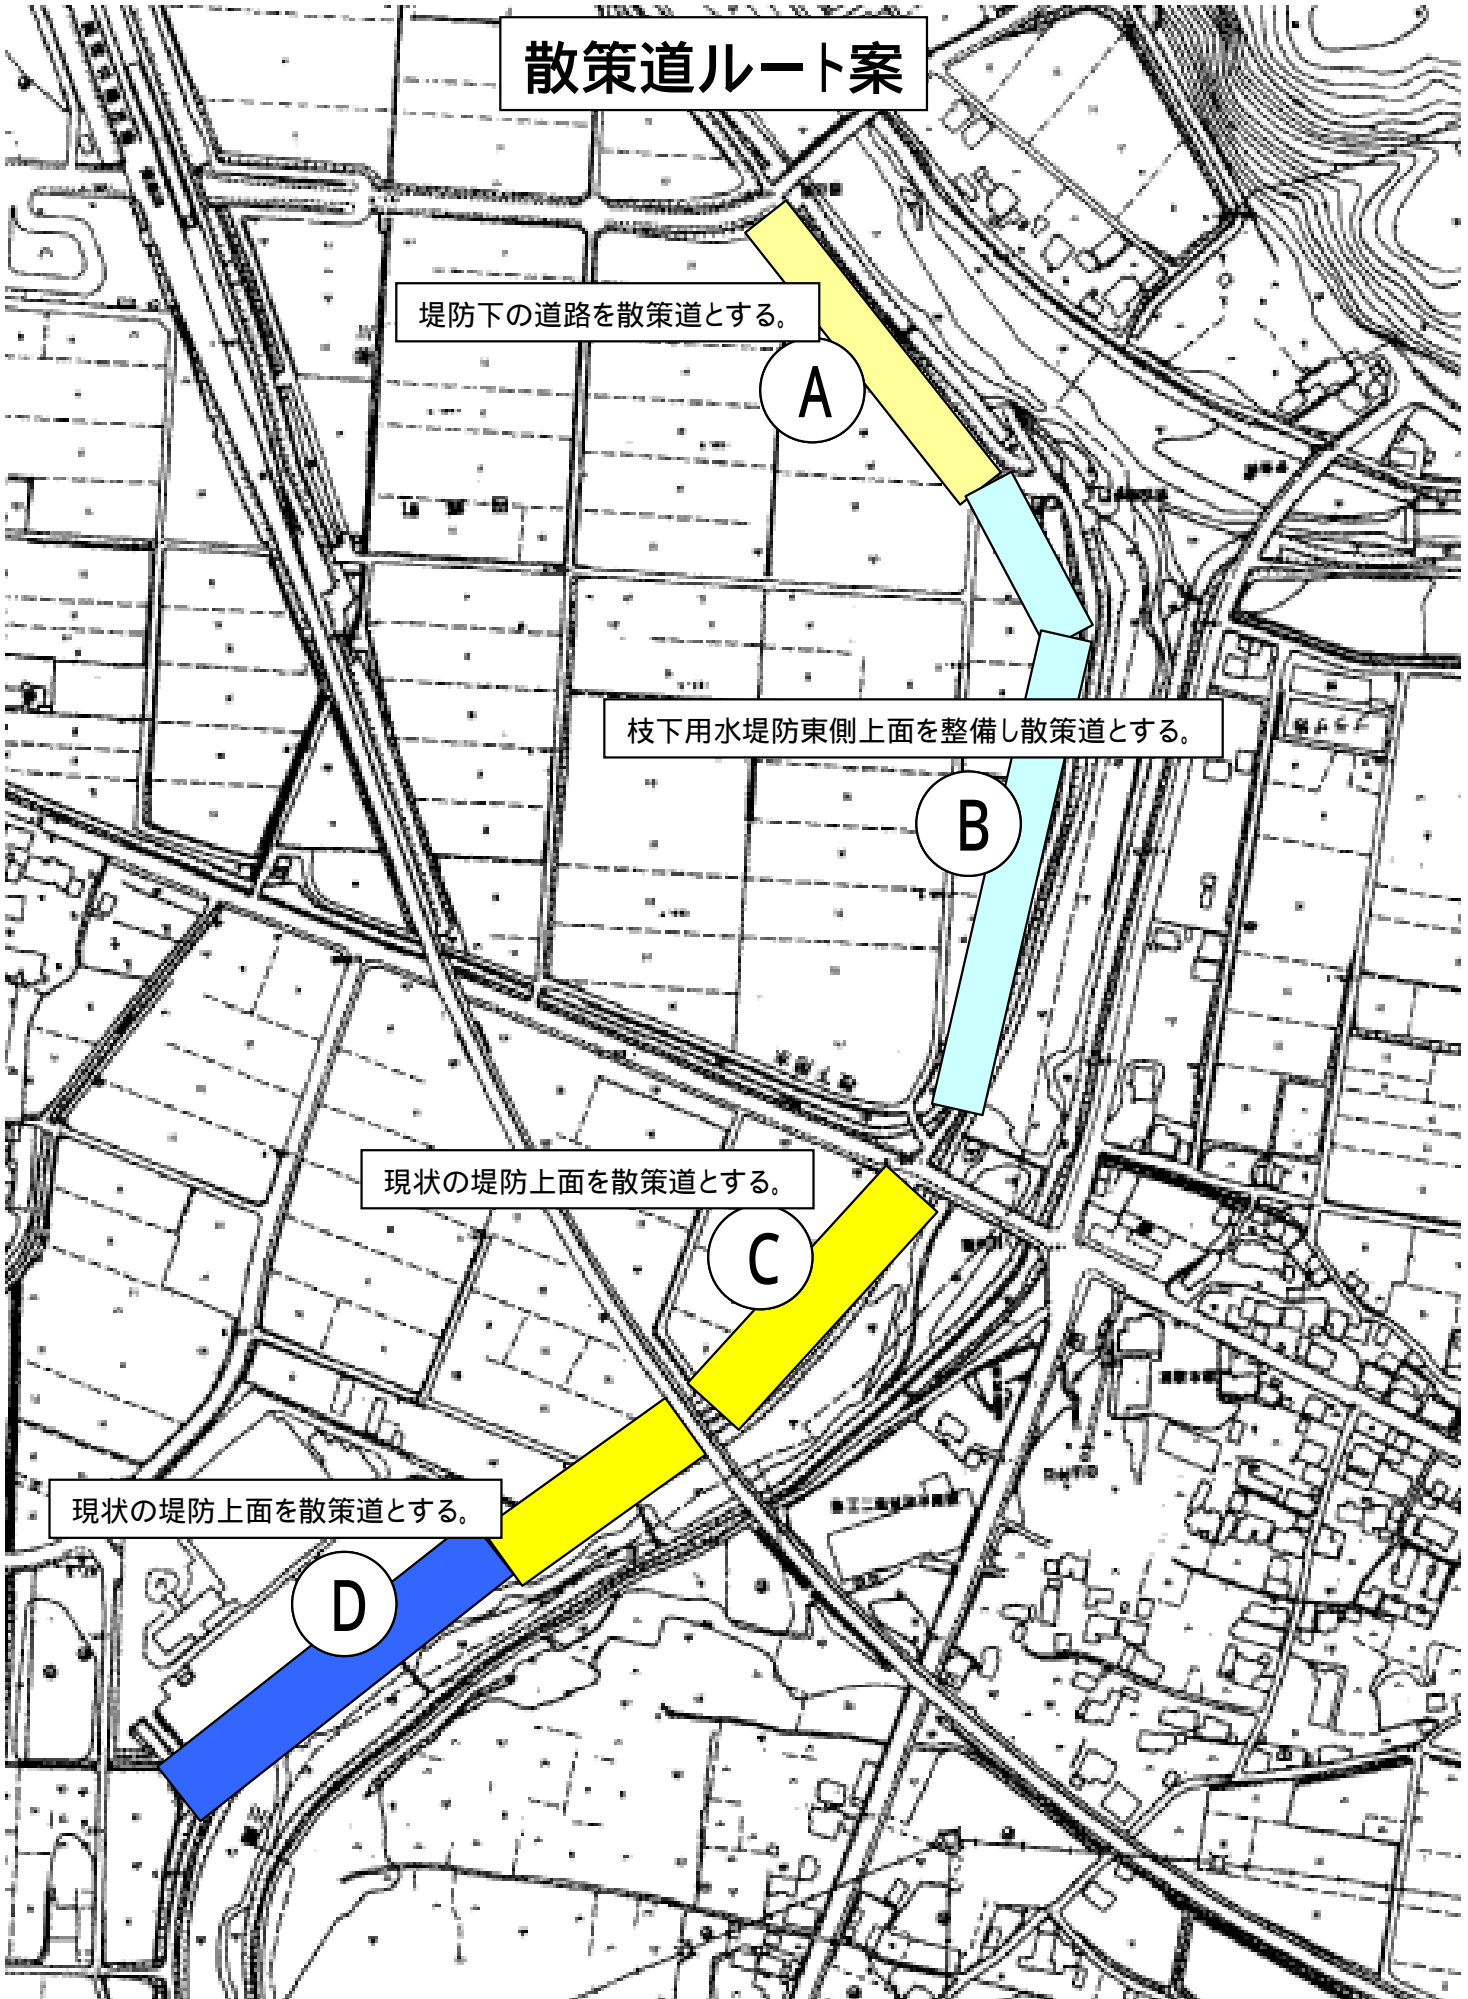 散策道ルート案
堤防下の道路を散策道とする。
A
枝下用水堤防東側上面を整備し散策道とする。
B
現状の堤防上面を散策道とする。
C
現状の堤防上面を散策道とする。
D